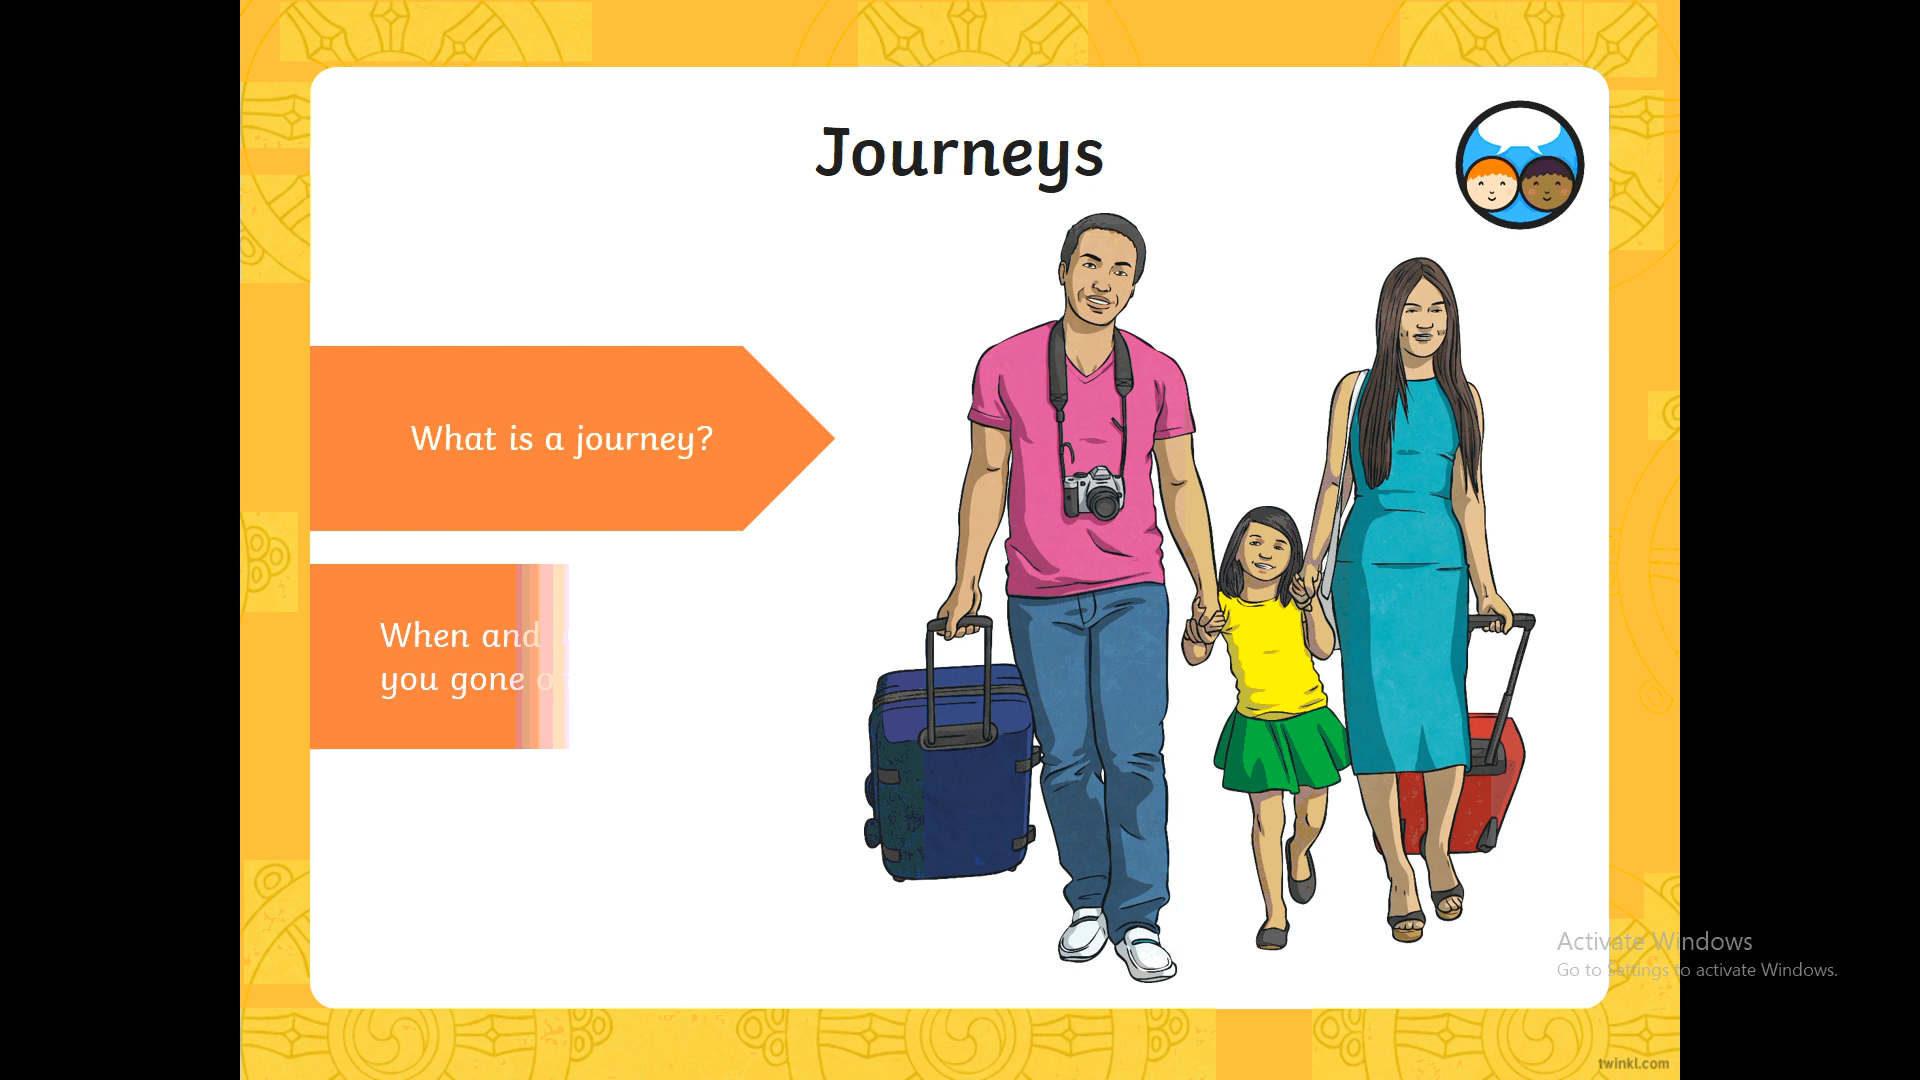 Journeys
What is a journey?
When and
you gone
Activate Windows
Go to Settings to activate Windows.
twinkl.com